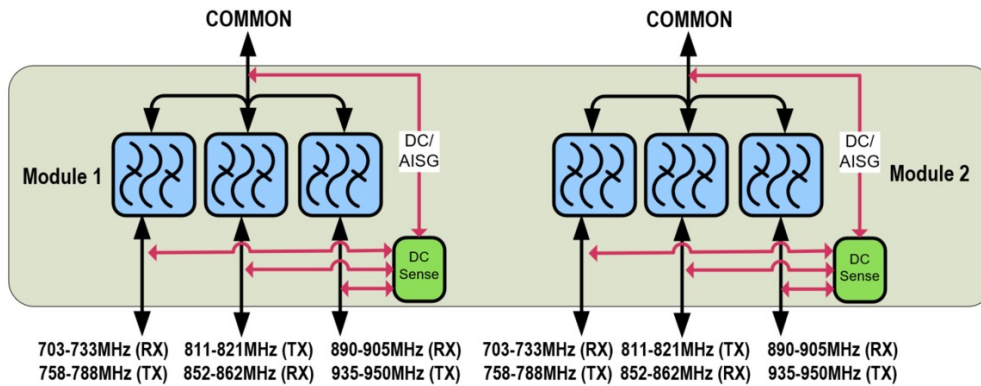 COMMON
COMMON
DC/
AISG
DC/
AISG
Module 1
Module 2
DC
Sense
DC
Sense
703-733MHz (RX)
758-788MHz (TX)
811-821MHz (TX)
852-862MHz (RX)
890-905MHz (RX)
935-950MHz (TX)
703-733MHz (RX)
758-788MHz (TX)
811-821MHz (TX)
852-862MHz (RX)
890-905MHz (RX)
935-950MHz (TX)